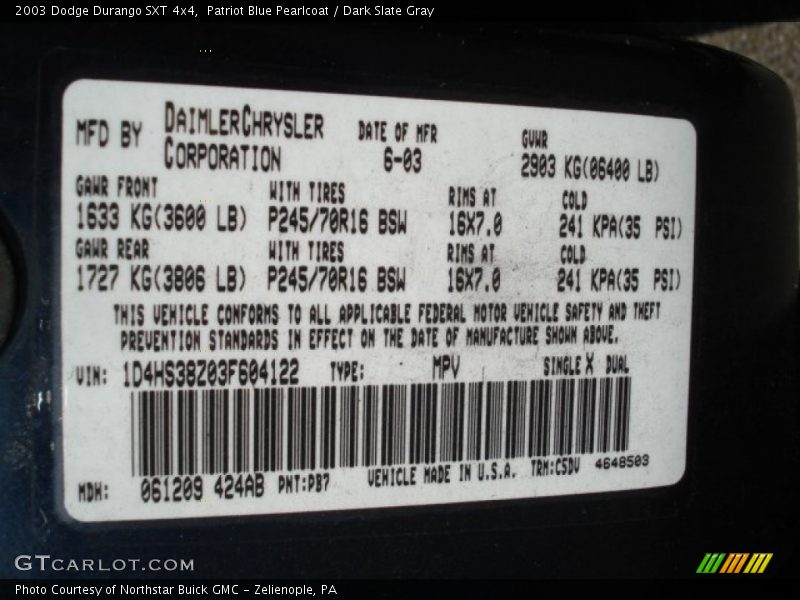 2003 Dodge Durango SXT 4x4,  Patriot Blue Pearlcoat / Dark Slate Gray
MFD BY DAIMLERCHRYSLER CORPORATION DATE OF MFR 6-03 GVWR 2903 KG(06400 LB)
GAWR FRONT WITH TIRES RIMS AT COLD
1633 KG(3600 LB) P245/70R16 BSW 16X7.0 241 KPA(35 PSI)
GAWR REAR WITH TIRES RIMS AT COLD
1727 KG(3806 LB) P245/70R16 BSW 16X7.0 241 KPA(35 PSI)
THIS VEHICLE CONFORMS TO ALL APPLICABLE FEDERAL MOTOR VEHICLE SAFETY AND THEFT
PREVENTION STANDARDS IN EFFECT ON THE DATE OF MANUFACTURE SHOWN ABOVE.
VIN: 1D4HS38Z03F604122 TYPE: MPV SINGLE X DUAL
MDH: 061209 424AB PNT:PB7 VEHICLE MADE IN U.S.A. TRM:C5DV 4648503
GTCARLOT.COM
Photo Courtesy of Northstar Buick GMC - Zelienople, PA